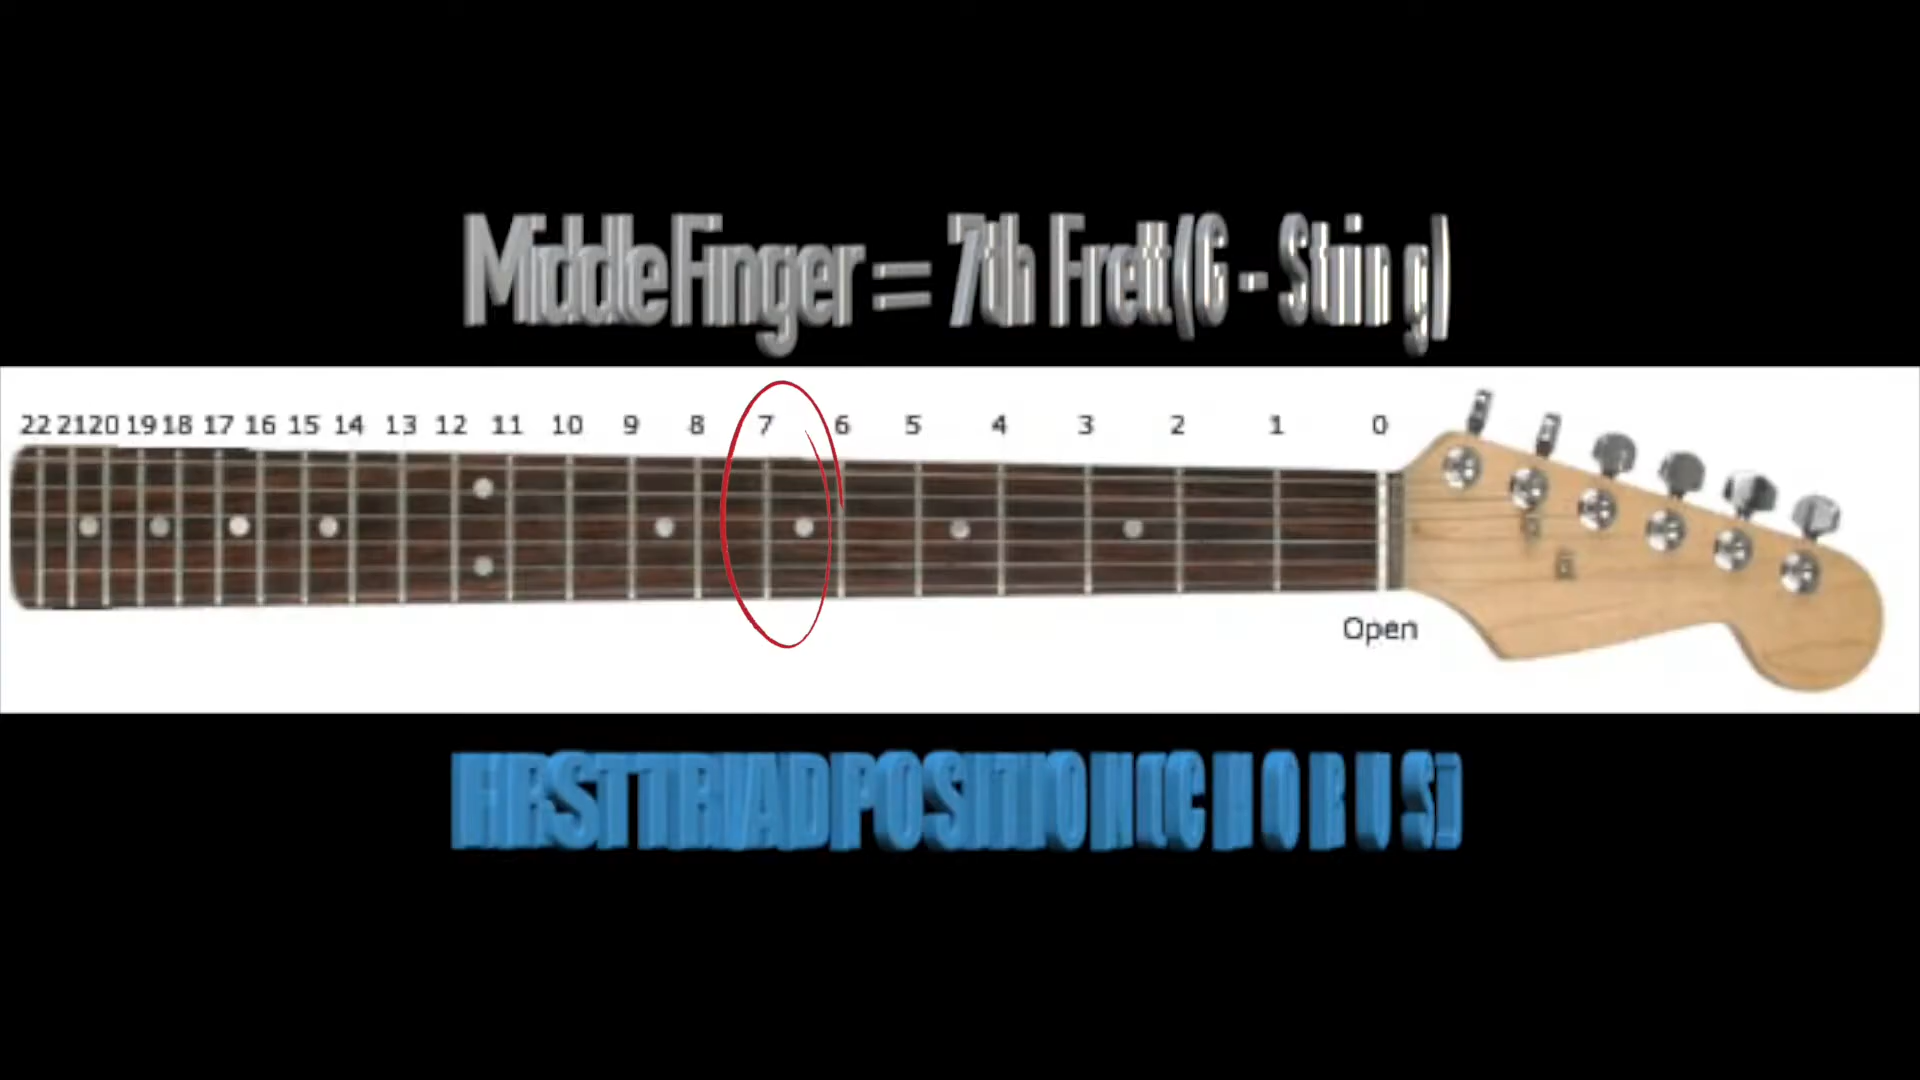 Middle Finger = 7th Frett (G - String)
22 21 20 19 18 17 16 15 14 13 12 11 10 9 8 7 6 5 4 3 2 1 0
Open
FIRST TRIAD POSITION [CHORUS]